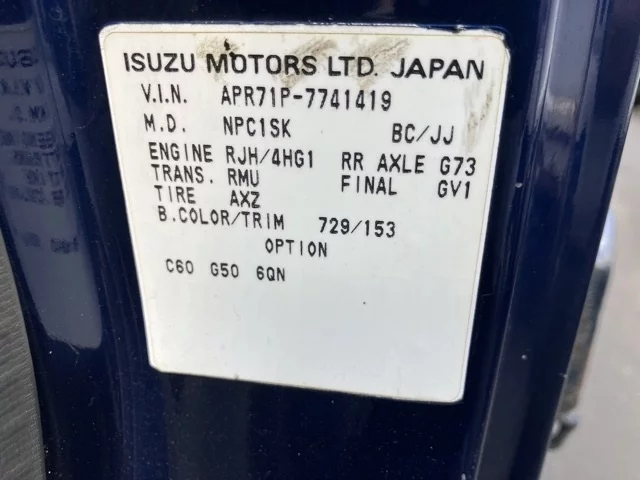 ISUZU MOTORS LTD. JAPAN
V.I.N. APR71P-7741419
M.D. NPC1SK BC/JJ
ENGINE RJH/4HG1 RR AXLE G73
TRANS. RMU FINAL GV1
TIRE AXZ
B.COLOR/TRIM 729/153
OPTION
C60 G50 6QN